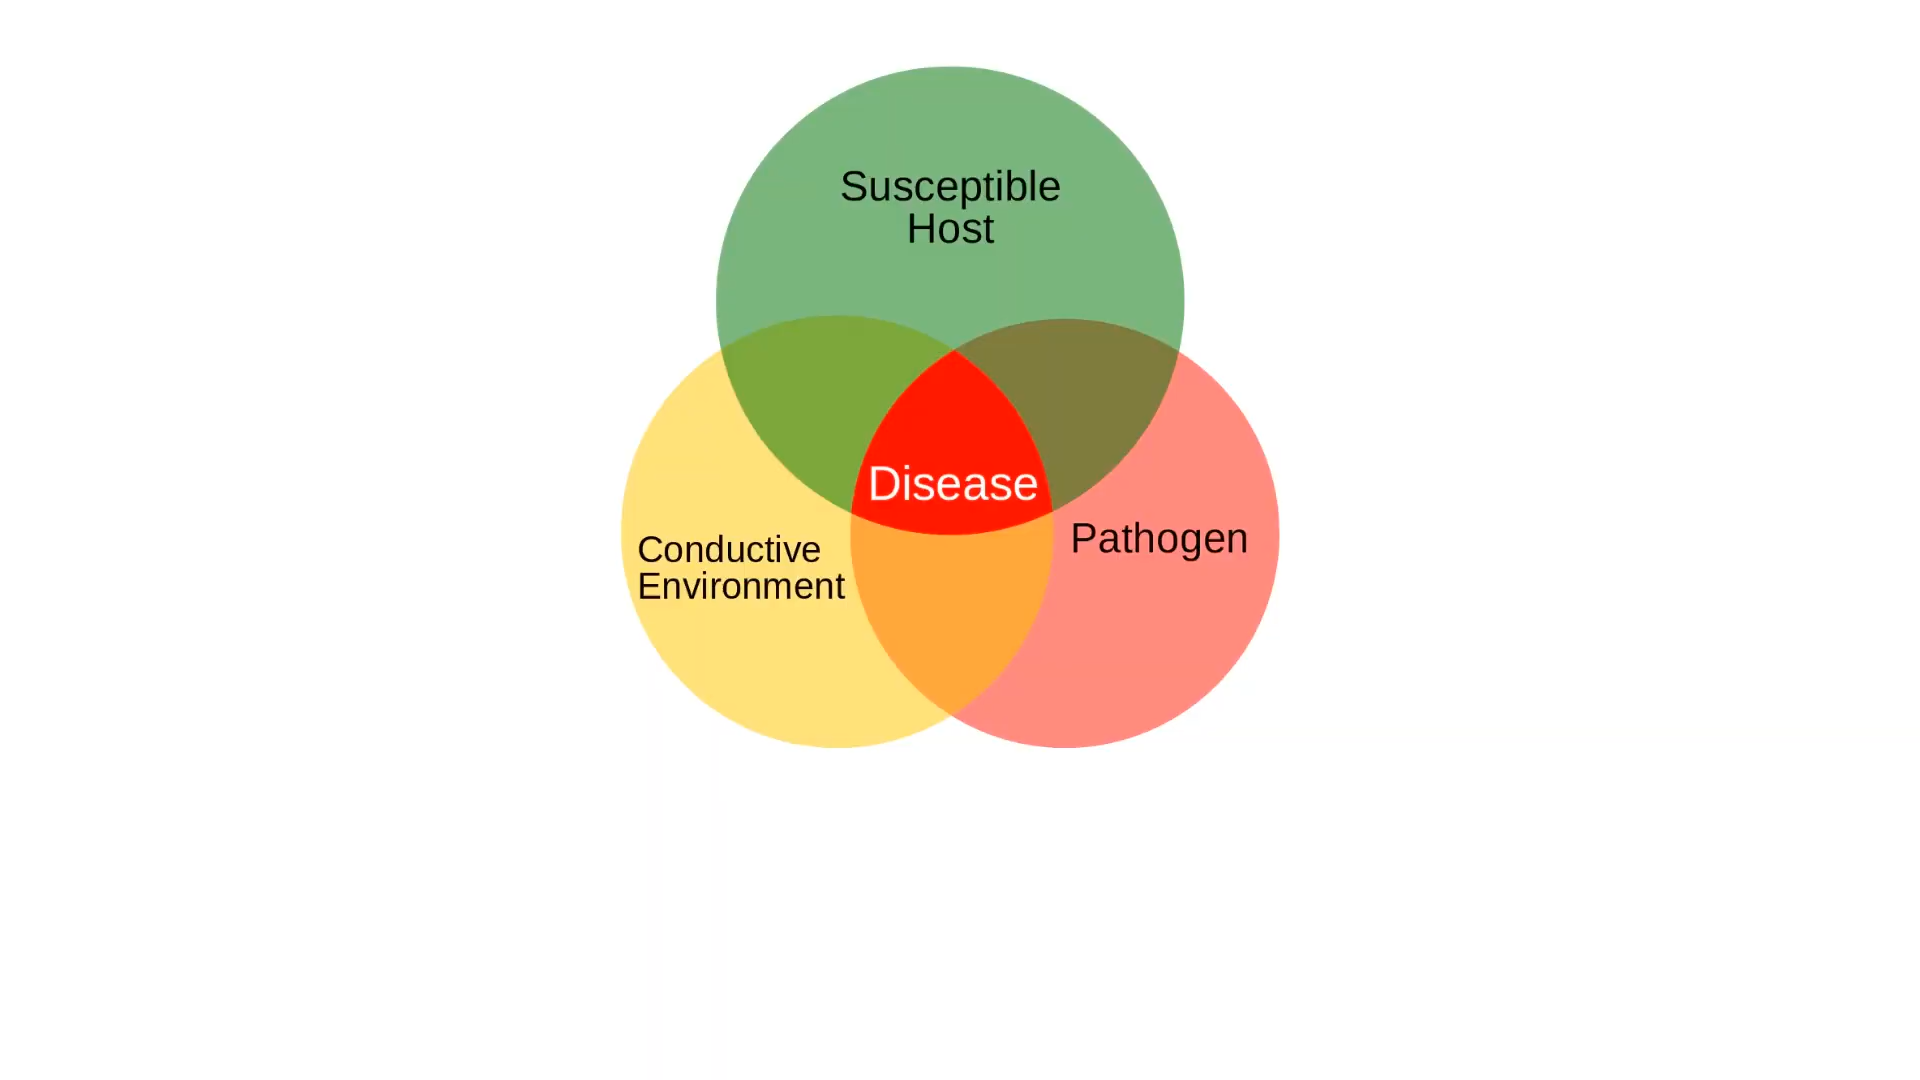 Susceptible
Host
Disease
Pathogen
Conductive
Environment